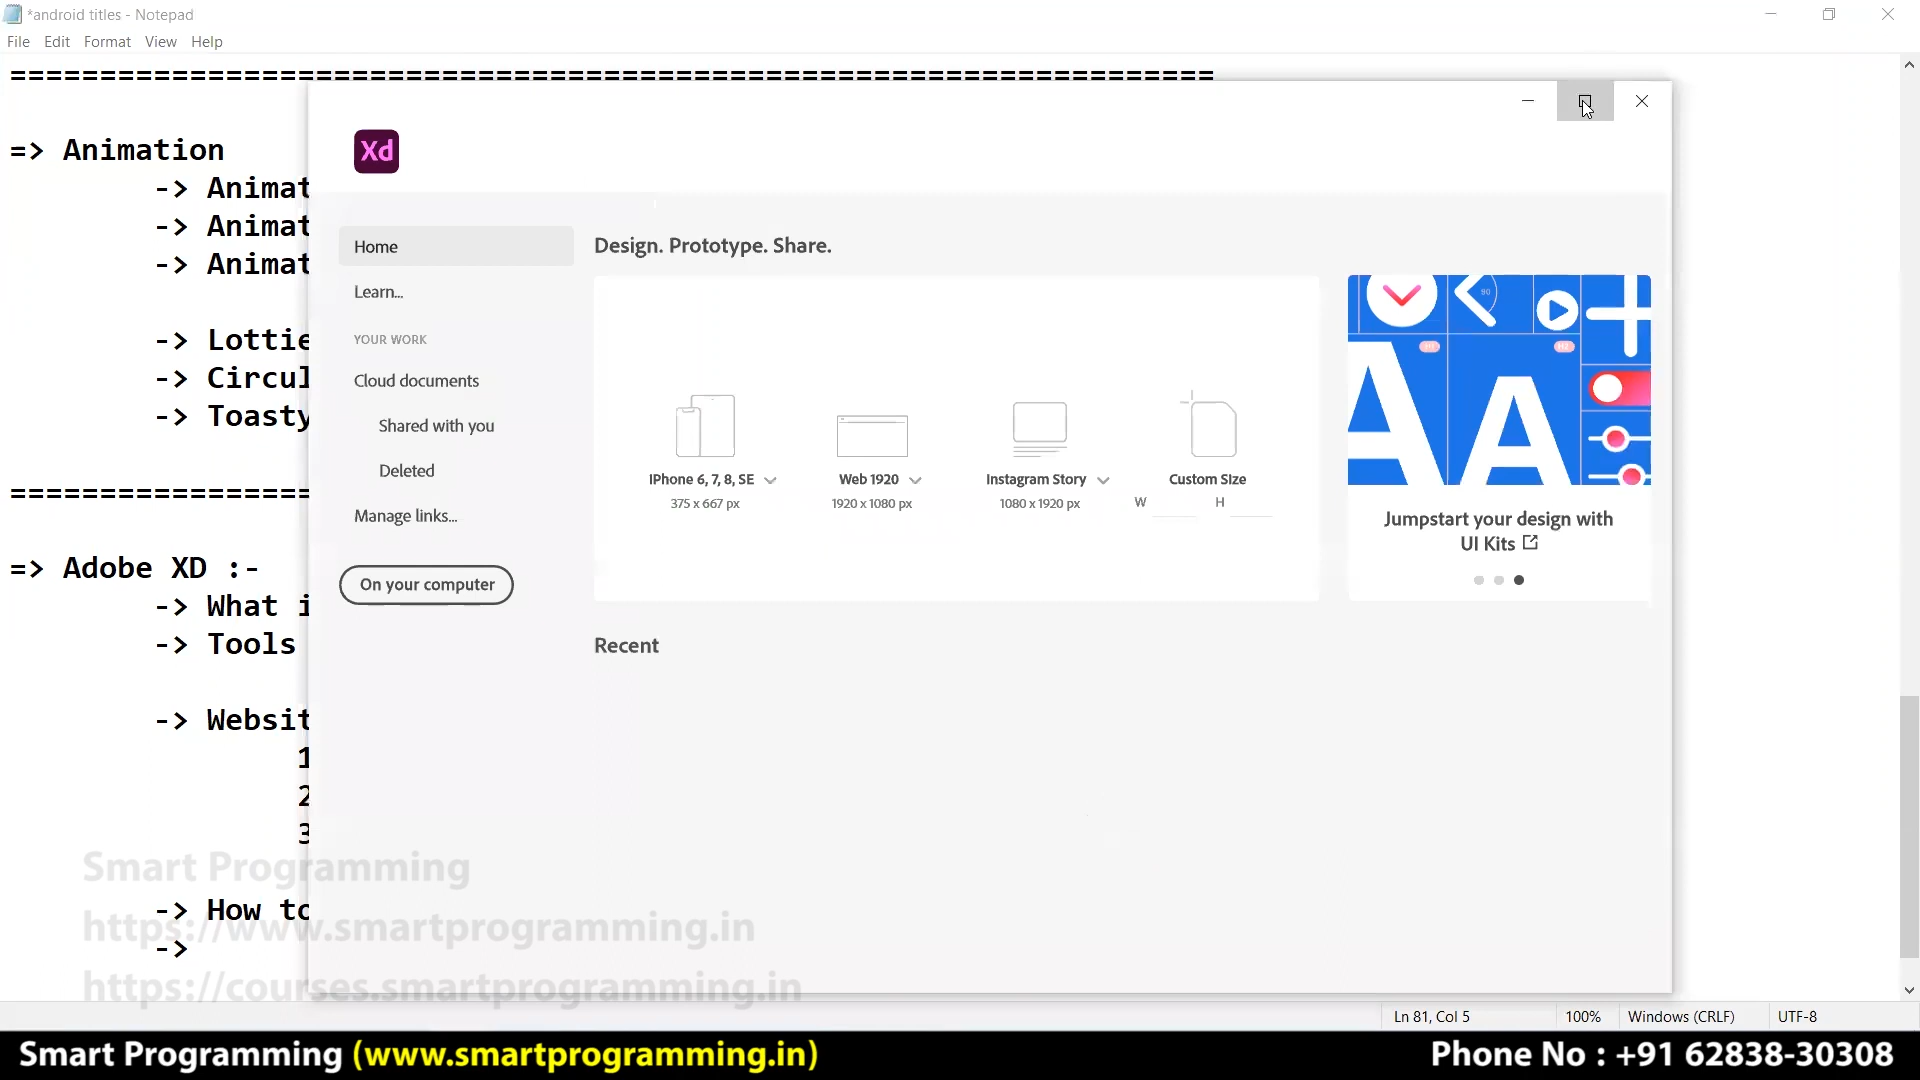 *android titles - Notepad
File Edit Format View Help
=> Animation
-> Animat
-> Animat
-> Animat
-> Lottie
-> Circul
-> Toasty
=> Adobe XD :-
-> What i
-> Tools
-> Websit
1
2
3
-> How to
->
Xd
Home
Learn...
YOUR WORK
Cloud documents
Shared with you
Deleted
Manage links...
On your computer
Design. Prototype. Share.
iPhone 6, 7, 8, SE
375 x 667 px
Web 1920
1920 x 1080 px
Instagram Story
1080 x 1920 px
Custom Size
W H
90
H1 H2
A A
Jumpstart your design with
UI Kits
Recent
Smart Programming
https://www.smartprogramming.in
https://courses.smartprogramming.in
Ln 81, Col 5 100% Windows (CRLF) UTF-8
Smart Programming (www.smartprogramming.in) Phone No : +91 62838-30308